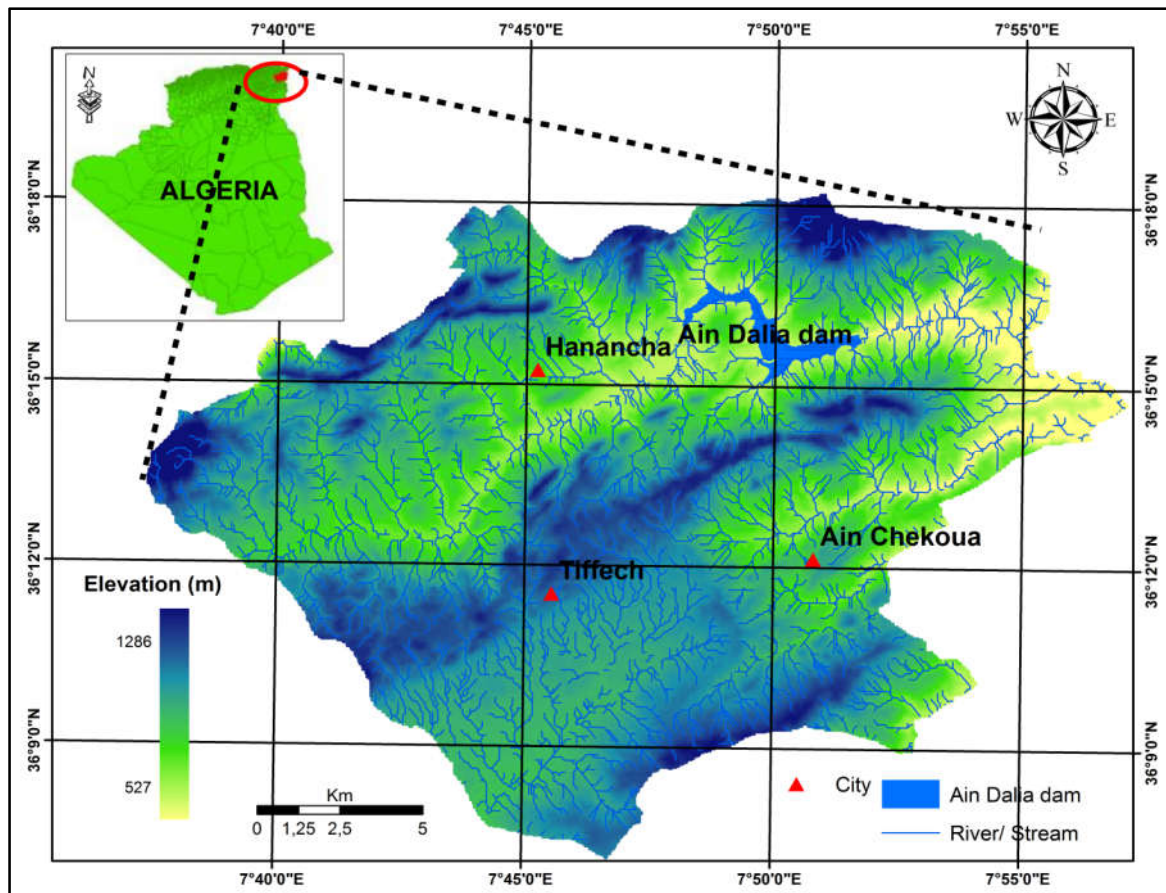 7°40'0"E
7°45'0"E
7°50'0"E
7°55'0"E
N
ALGERIA
N
W
E
S
36°18'0"N
36°18'0"N
Ain Dalia dam
Hanancha
36°15'0"N
36°15'0"N
Ain Chekoua
36°12'0"N
36°12'0"N
Tiffech
Elevation (m)
1286
527
36°9'0"N
36°9'0"N
Km
0 1,25 2,5 5
City
Ain Dalia dam
River/ Stream
7°40'0"E
7°45'0"E
7°50'0"E
7°55'0"E